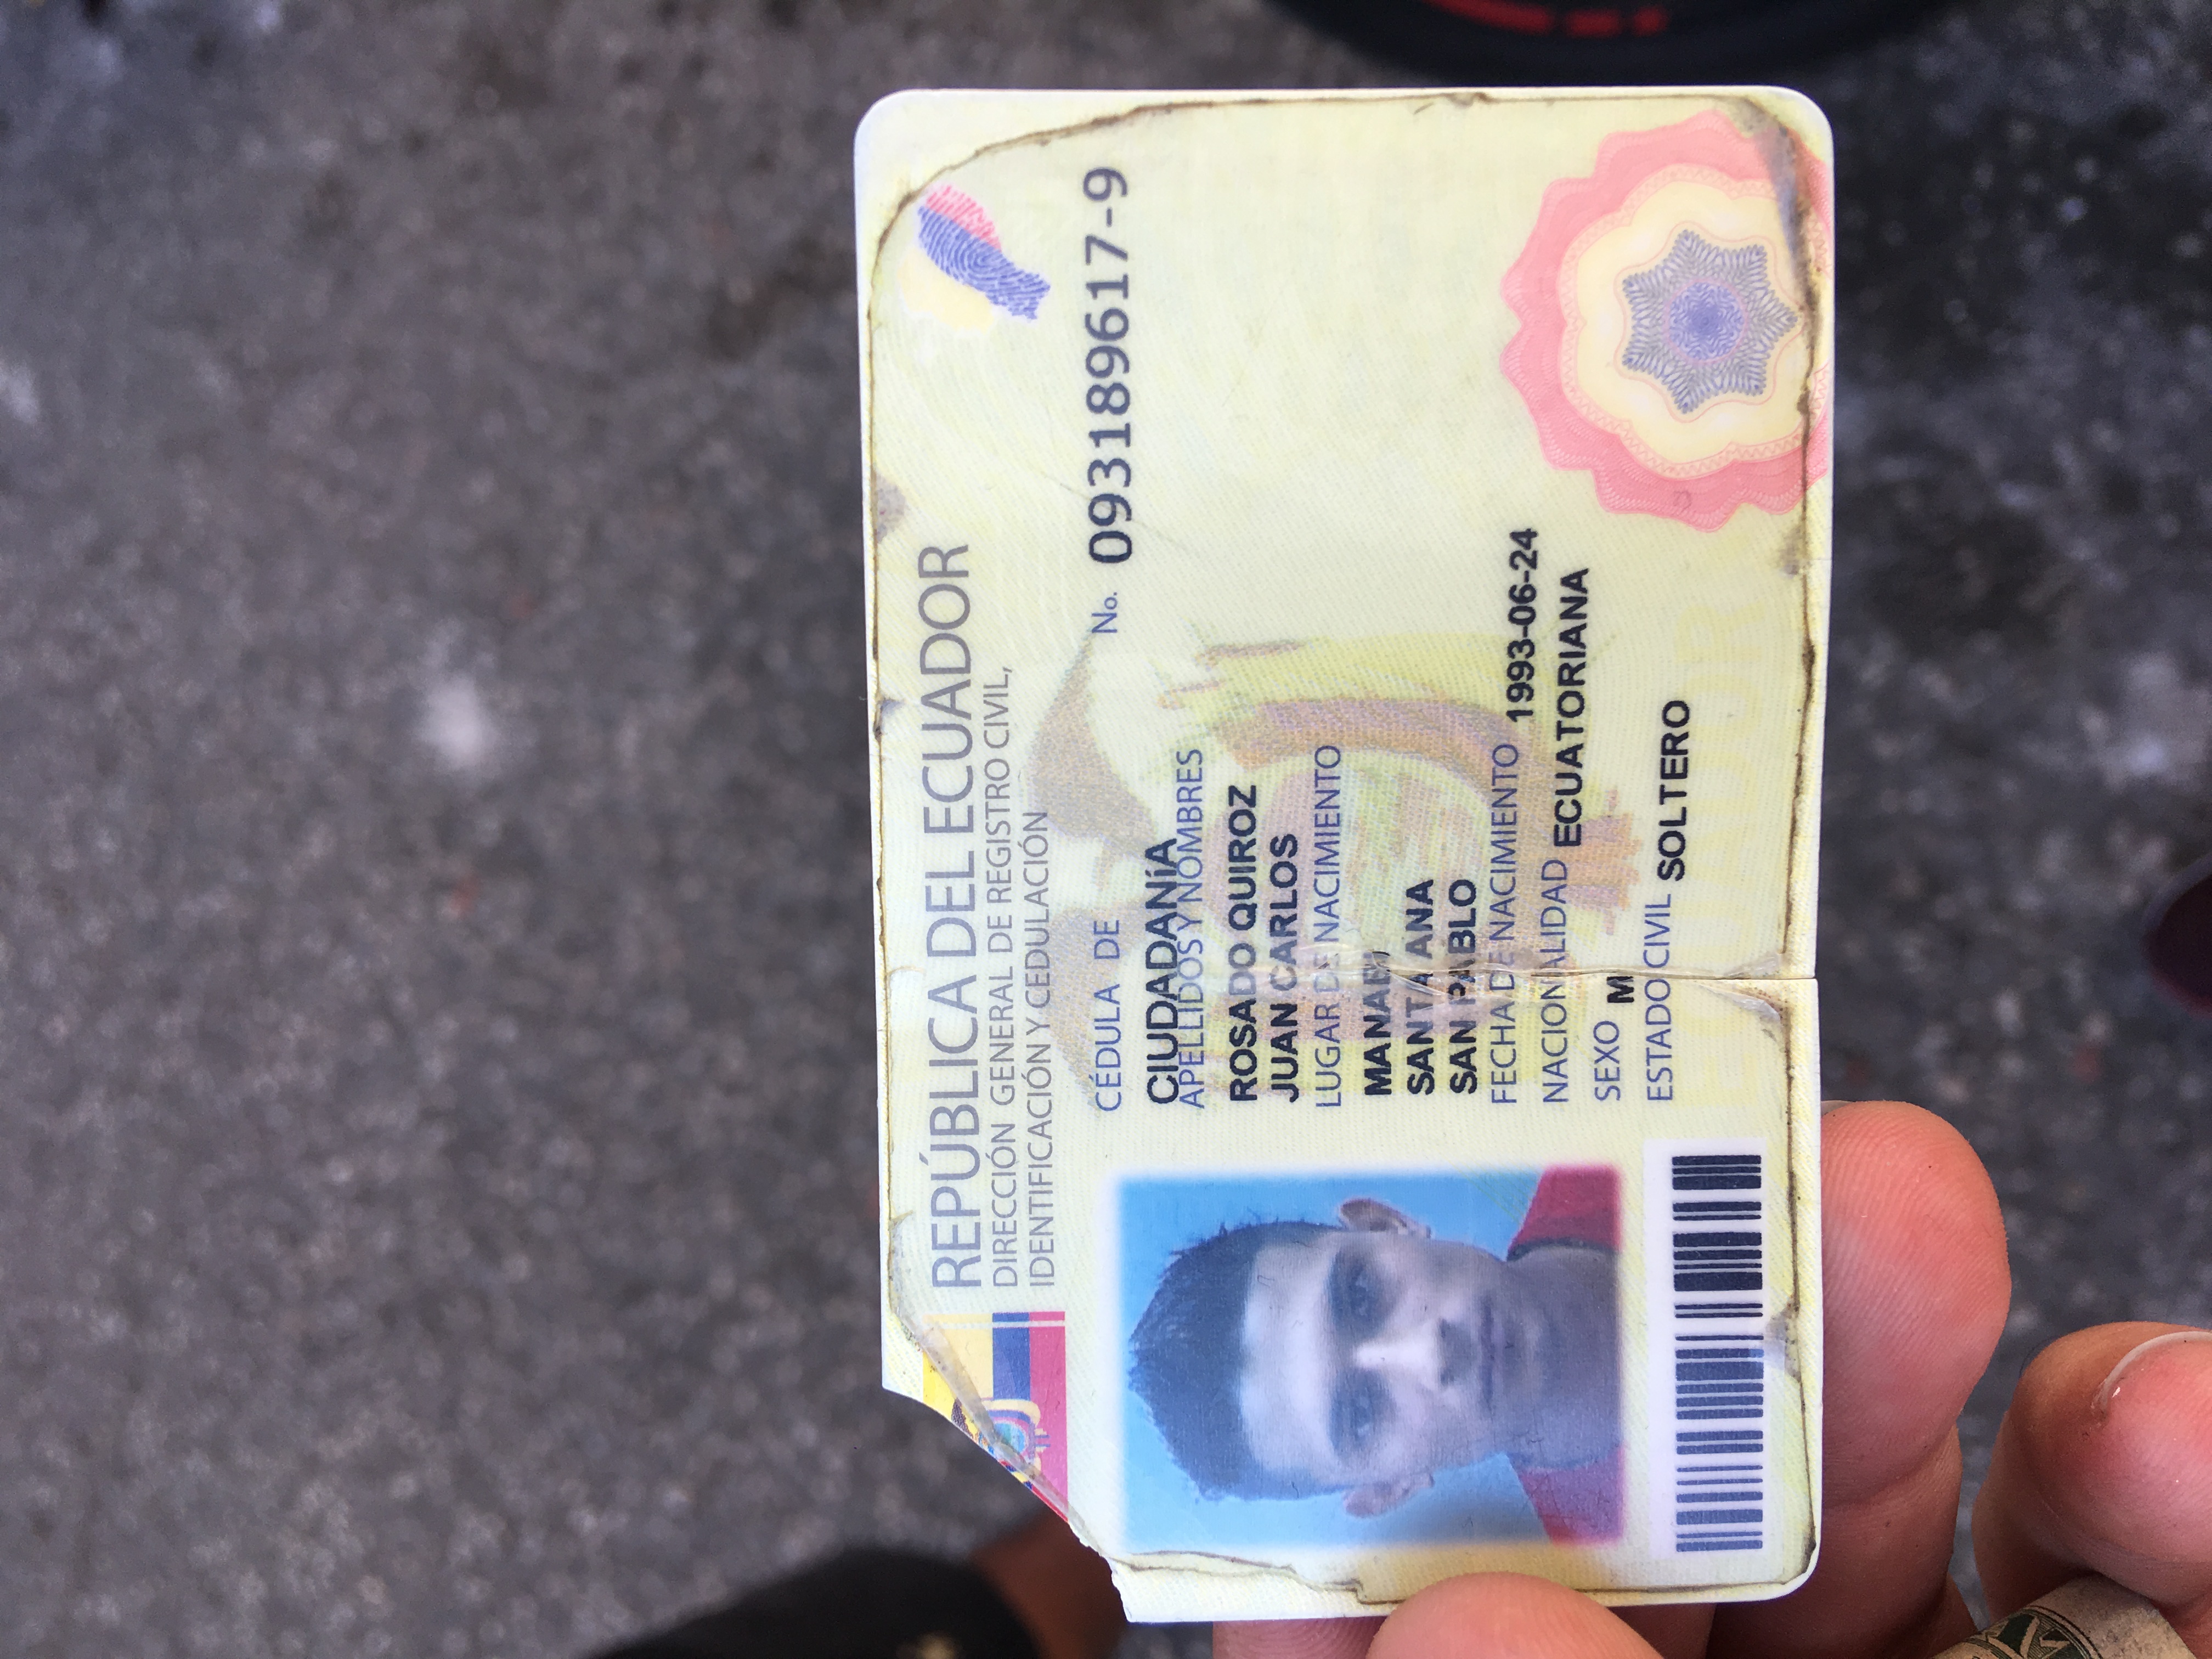 REPÚBLICA DEL ECUADOR
DIRECCIÓN GENERAL DE REGISTRO CIVIL,
IDENTIFICACIÓN Y CEDULACIÓN
CÉDULA DE No. 093189617-9
CIUDADANíA
APELLIDOS Y NOMBRES
ROSADO QUIROZ
JUAN CARLOS
LUGAR DE NACIMIENTO
MANABI
SANTA ANA
SAN PABLO
FECHA DE NACIMIENTO 1993-06-24
NACIONALIDAD ECUATORIANA
SEXO M
ESTADO CIVIL SOLTERO
ECUADOR